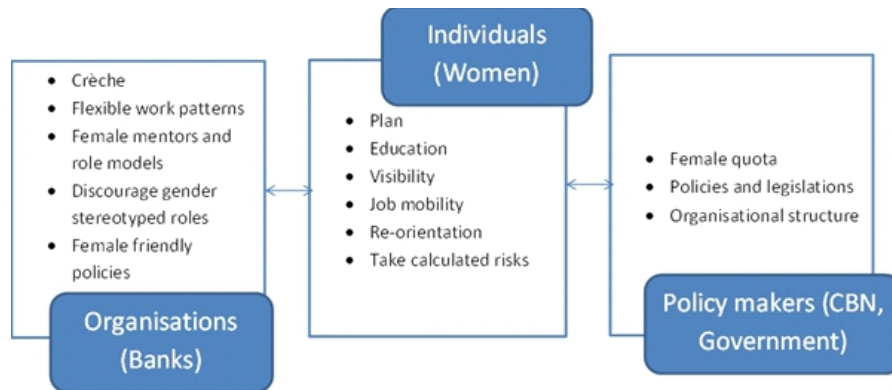 • Crèche
• Flexible work patterns
• Female mentors and
role models
• Discourage gender
stereotyped roles
• Female friendly
policies
Organisations
(Banks)
Individuals
(Women)
• Plan
• Education
• Visibility
• Job mobility
• Re-orientation
• Take calculated risks
• Female quota
• Policies and legislations
• Organisational structure
Policy makers (CBN,
Government)